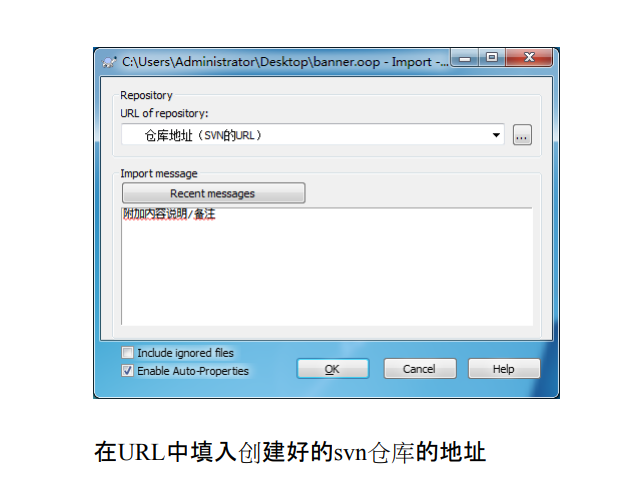 C:\Users\Administrator\Desktop\banner.oop - Import -...
Repository
URL of repository:
仓库地址（SVN的URL）
...
Import message
Recent messages
附加内容说明/备注
Include ignored files
Enable Auto-Properties
OK
Cancel
Help
在URL中填入创建好的svn仓库的地址